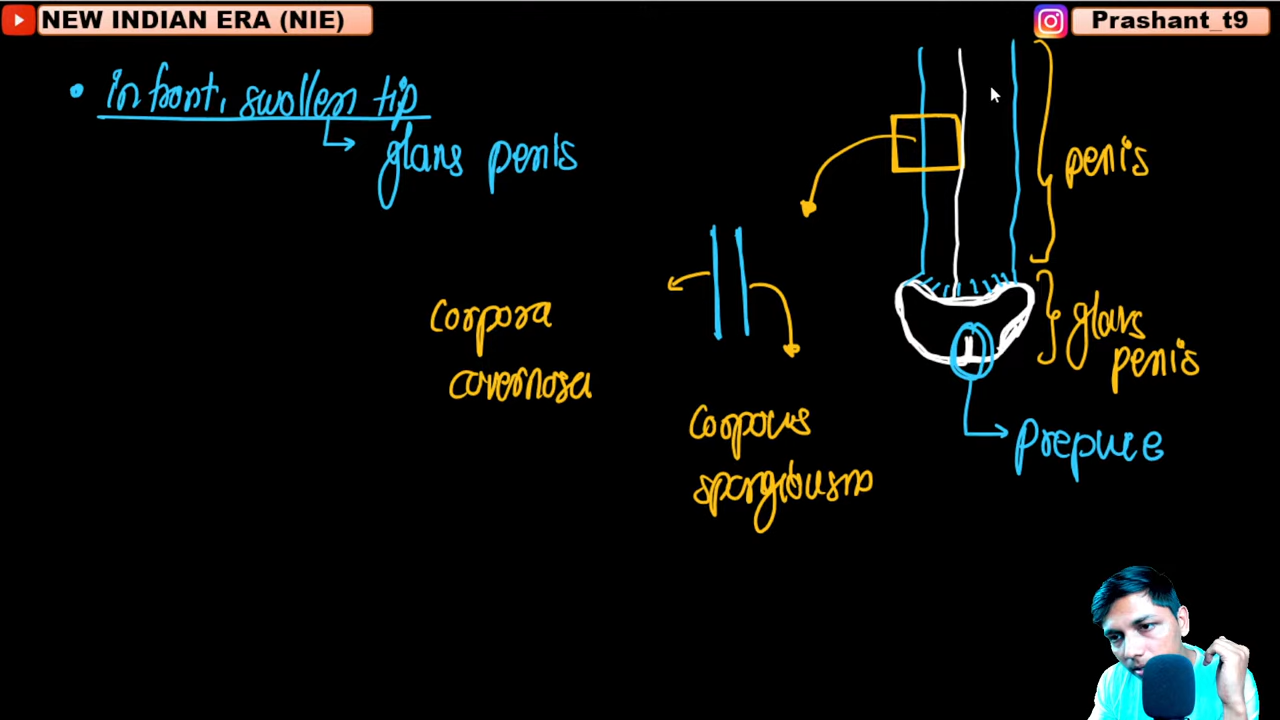 NEW INDIAN ERA (NIE)
Prashant_t9
• in front, swollen tip
glans penis
penis
corpora
cavernosa
glans
penis
corpous
spongiousm
prepuce